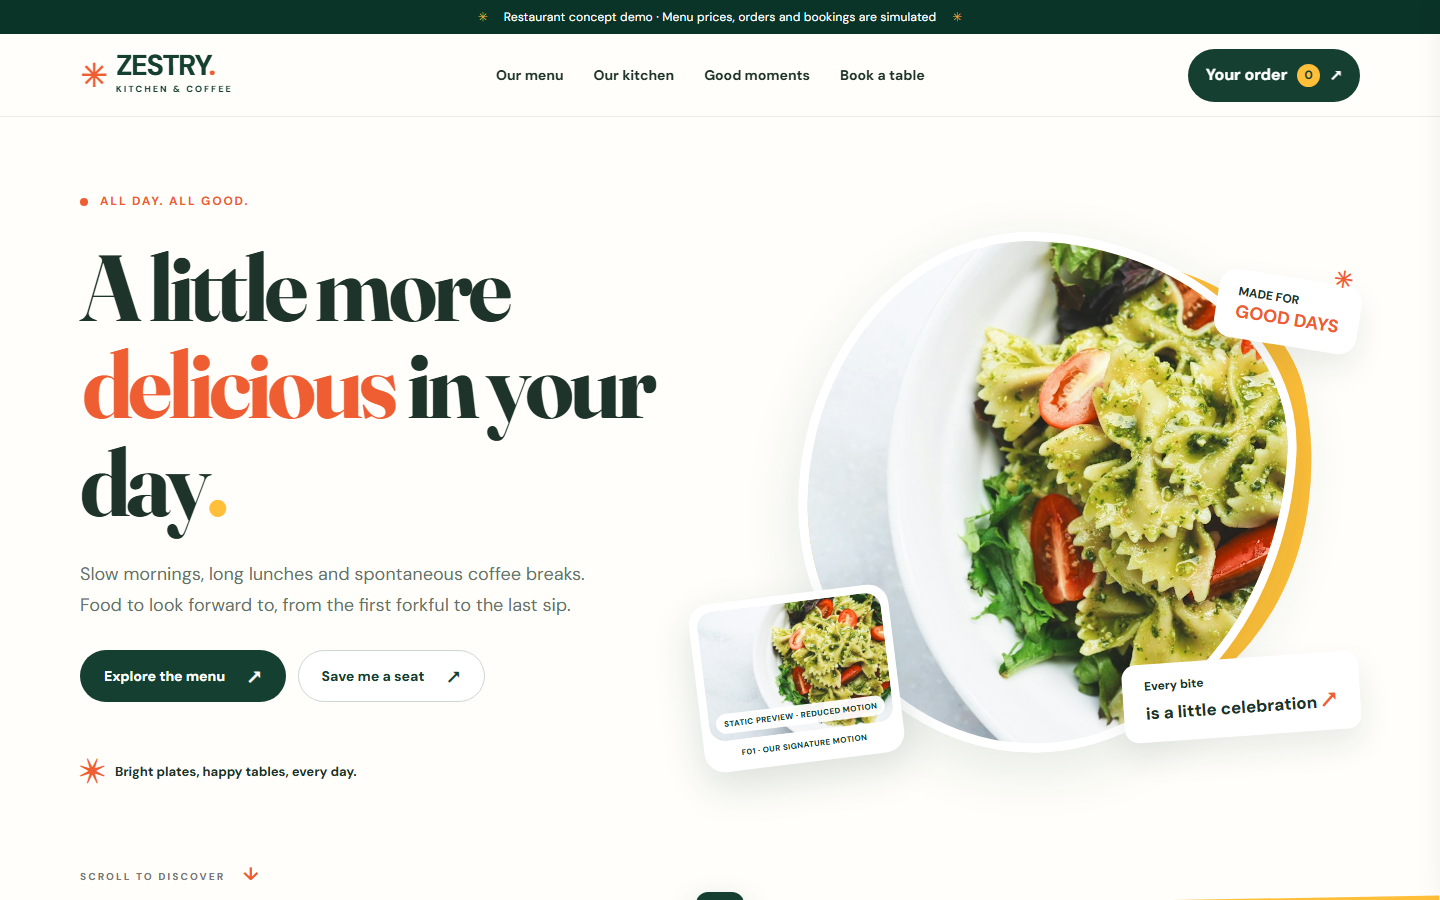 Restaurant concept demo · Menu prices, orders and bookings are simulated
ZESTRY.
KITCHEN & COFFEE
Our menu
Our kitchen
Good moments
Book a table
Your order 0 ↗
ALL DAY. ALL GOOD.
A little more
delicious in your
day.
Slow mornings, long lunches and spontaneous coffee breaks.
Food to look forward to, from the first forkful to the last sip.
Explore the menu ↗
Save me a seat ↗
Bright plates, happy tables, every day.
SCROLL TO DISCOVER ↓
MADE FOR
GOOD DAYS
STATIC PREVIEW · REDUCED MOTION
F01 · OUR SIGNATURE MOTION
Every bite
is a little celebration ↗